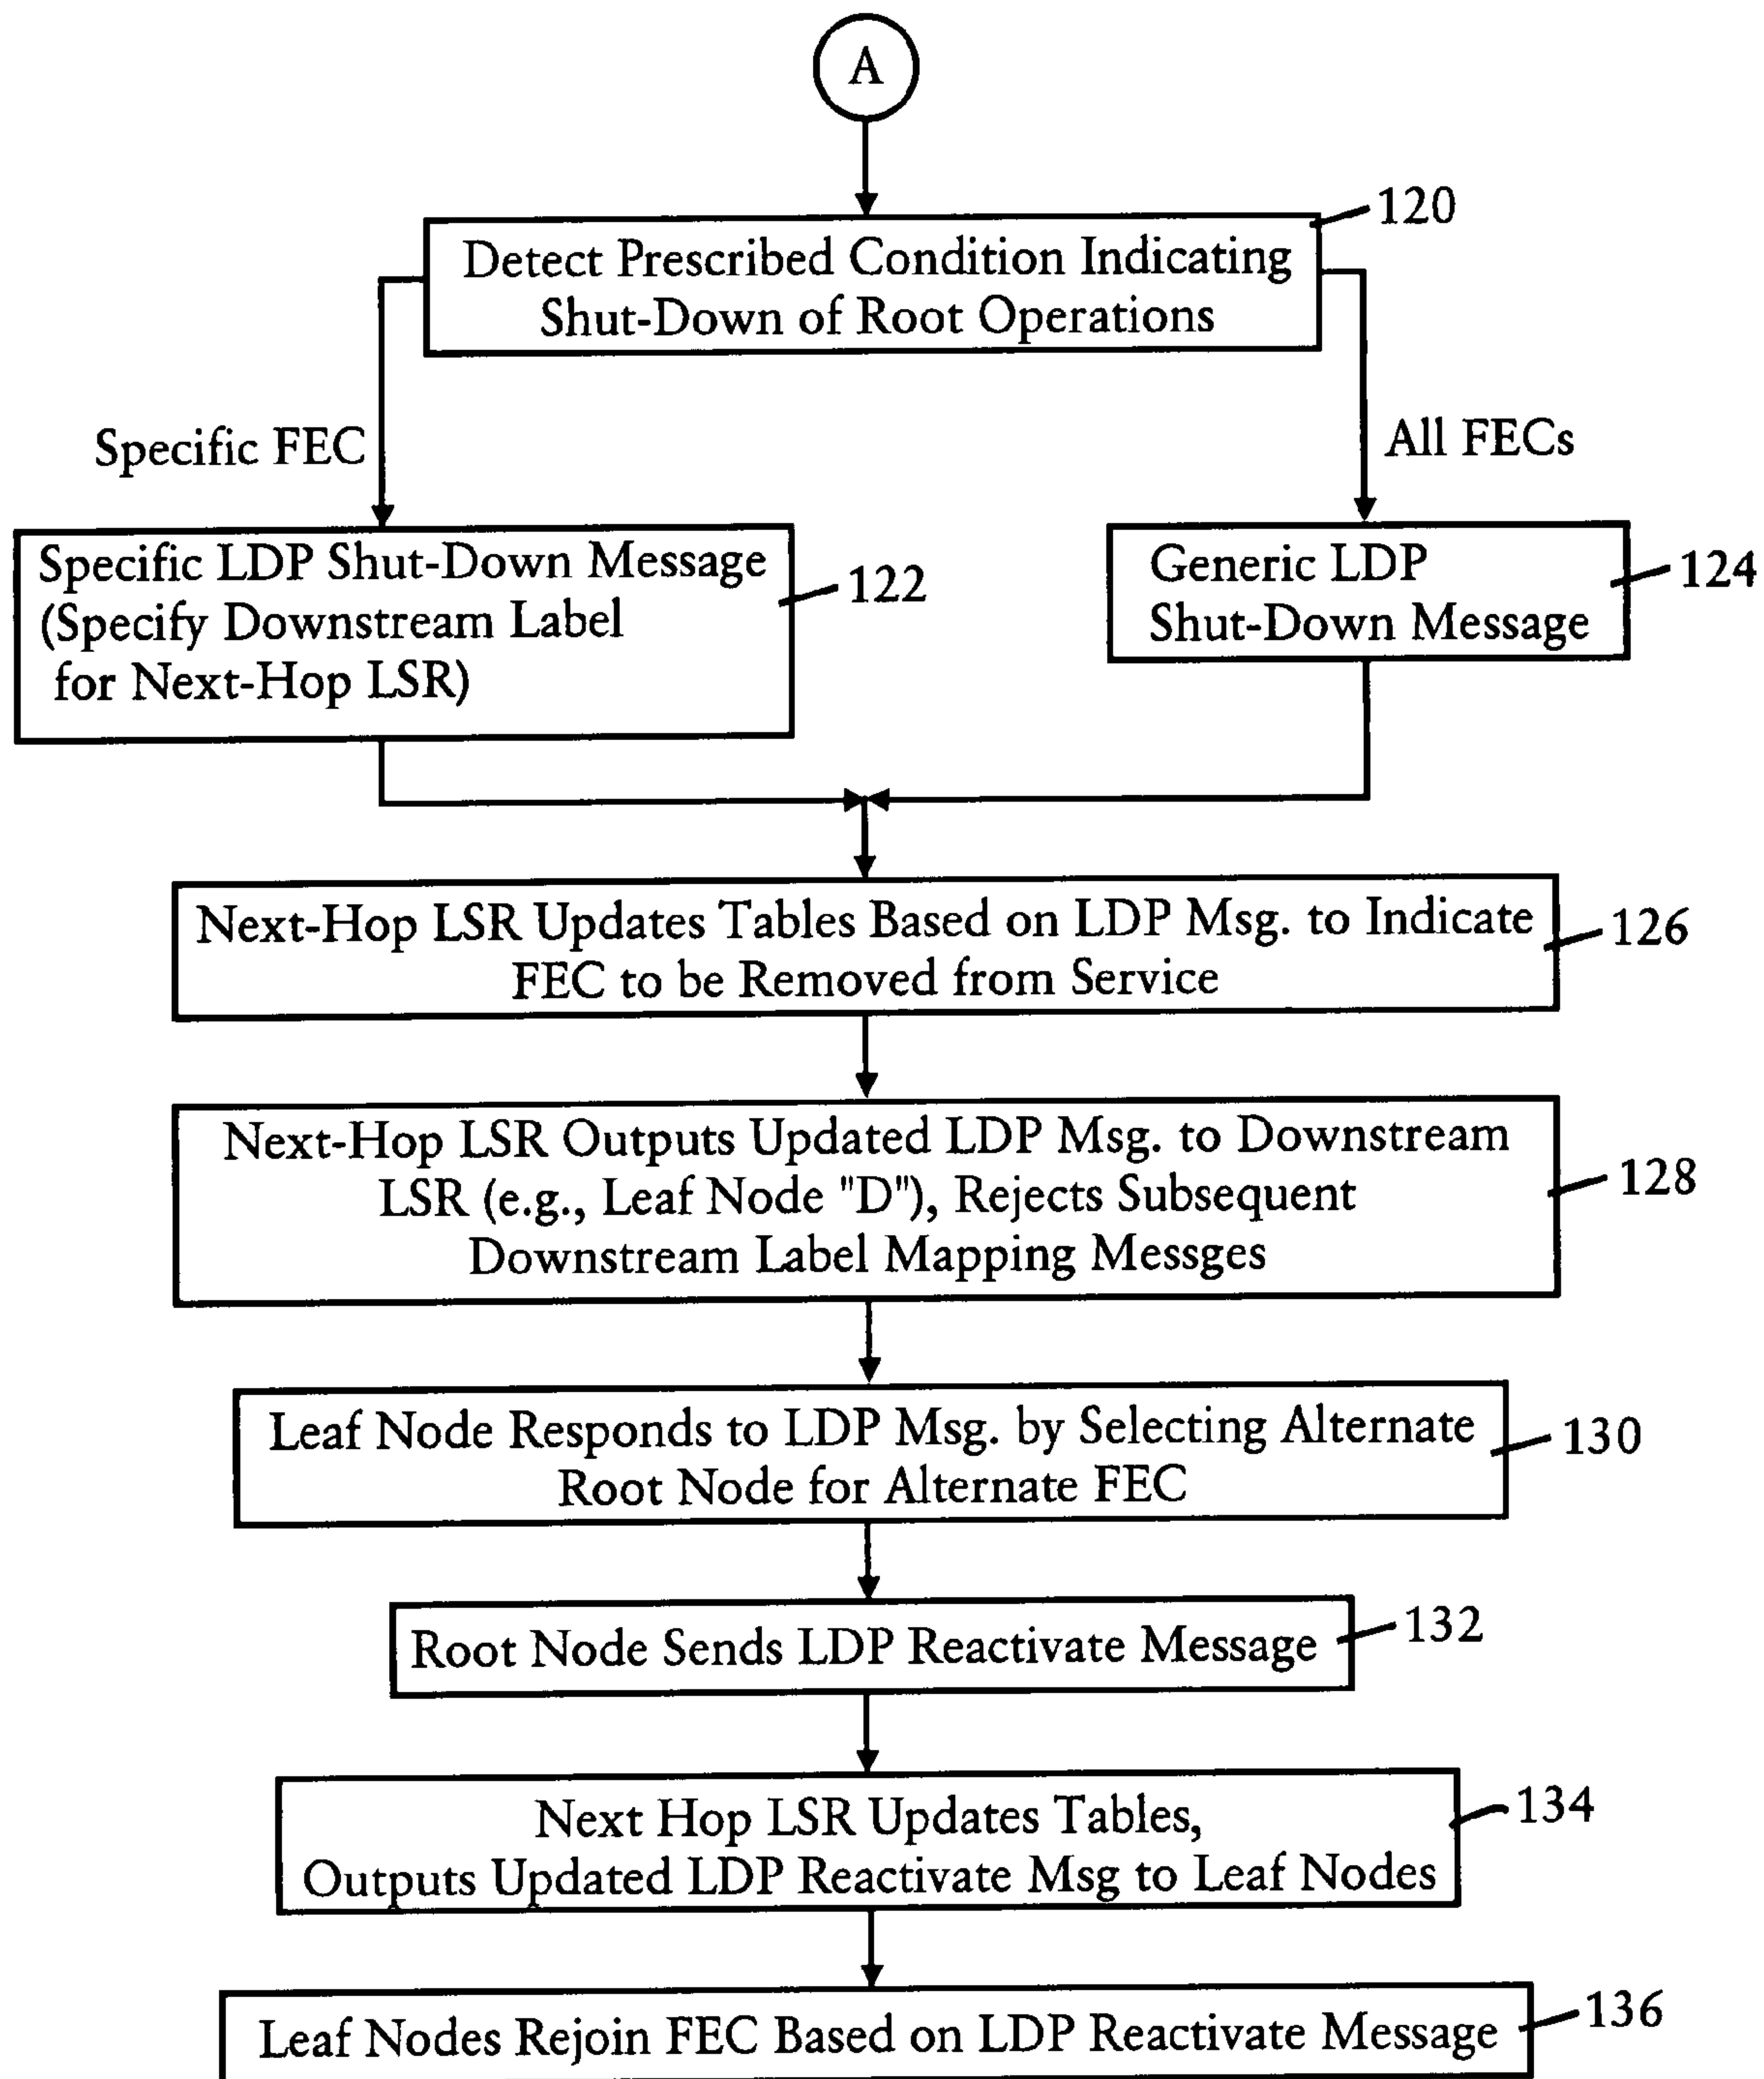 A
120
Detect Prescribed Condition Indicating
Shut-Down of Root Operations
Specific FEC
All FECs
Specific LDP Shut-Down Message
(Specify Downstream Label
for Next-Hop LSR)
122
Generic LDP
Shut-Down Message
124
Next-Hop LSR Updates Tables Based on LDP Msg. to Indicate
FEC to be Removed from Service
126
Next-Hop LSR Outputs Updated LDP Msg. to Downstream
LSR (e.g., Leaf Node "D"), Rejects Subsequent
Downstream Label Mapping Messges
128
Leaf Node Responds to LDP Msg. by Selecting Alternate
Root Node for Alternate FEC
130
Root Node Sends LDP Reactivate Message
132
Next Hop LSR Updates Tables,
Outputs Updated LDP Reactivate Msg to Leaf Nodes
134
Leaf Nodes Rejoin FEC Based on LDP Reactivate Message
136